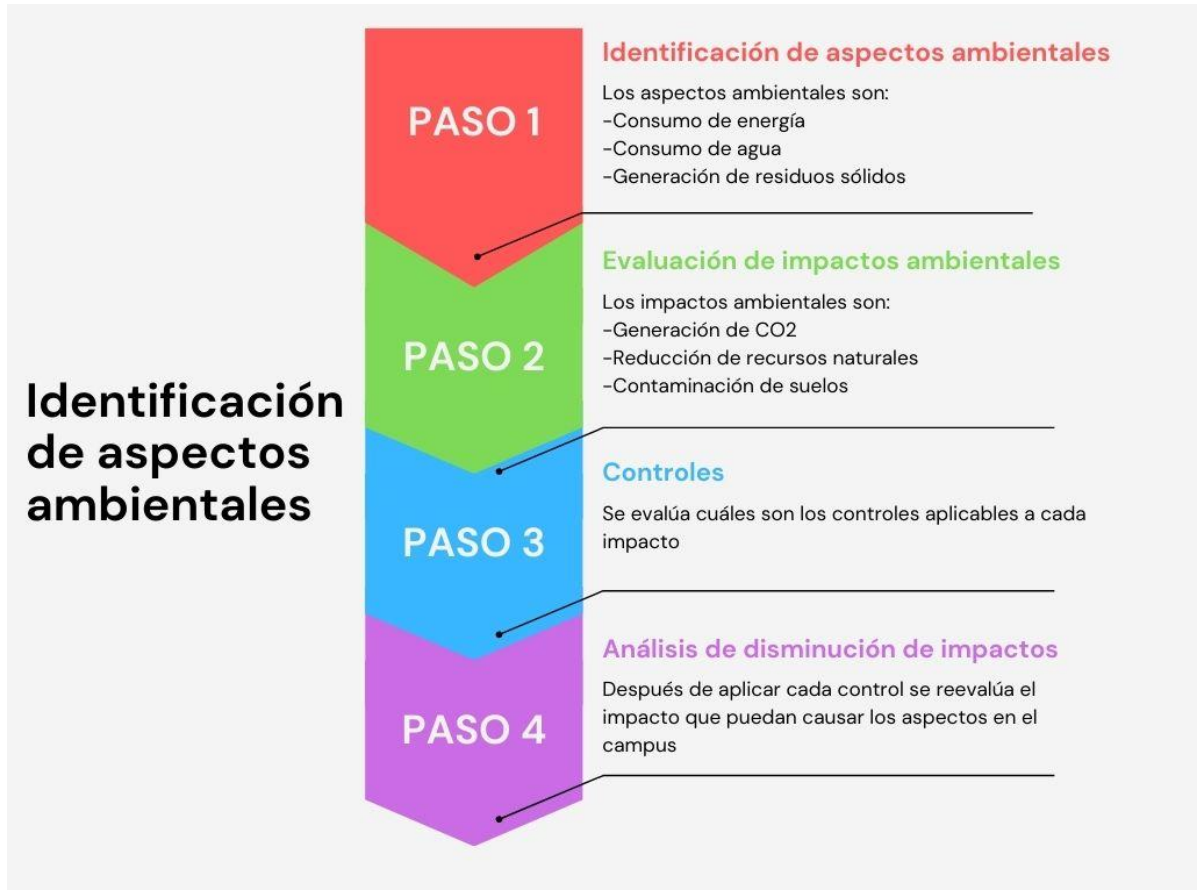 Identificación
de aspectos
ambientales
PASO 1
Identificación de aspectos ambientales
Los aspectos ambientales son:
-Consumo de energía
-Consumo de agua
-Generación de residuos sólidos
PASO 2
Evaluación de impactos ambientales
Los impactos ambientales son:
-Generación de CO2
-Reducción de recursos naturales
-Contaminación de suelos
PASO 3
Controles
Se evalúa cuáles son los controles aplicables a cada
impacto
PASO 4
Análisis de disminución de impactos
Después de aplicar cada control se reevalúa el
impacto que puedan causar los aspectos en el
campus